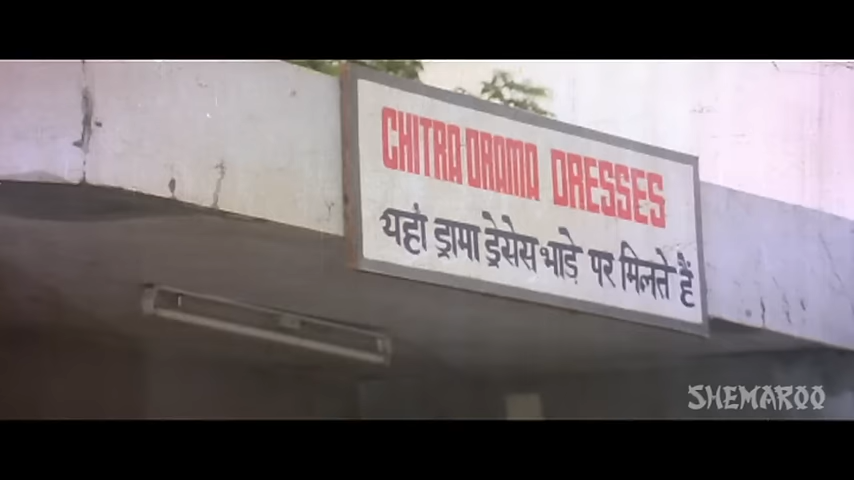 CHITRA DRAMA DRESSES
यहां ड्रामा ड्रेसेस भाड़े पर मिलते हैं
SHEMAROO